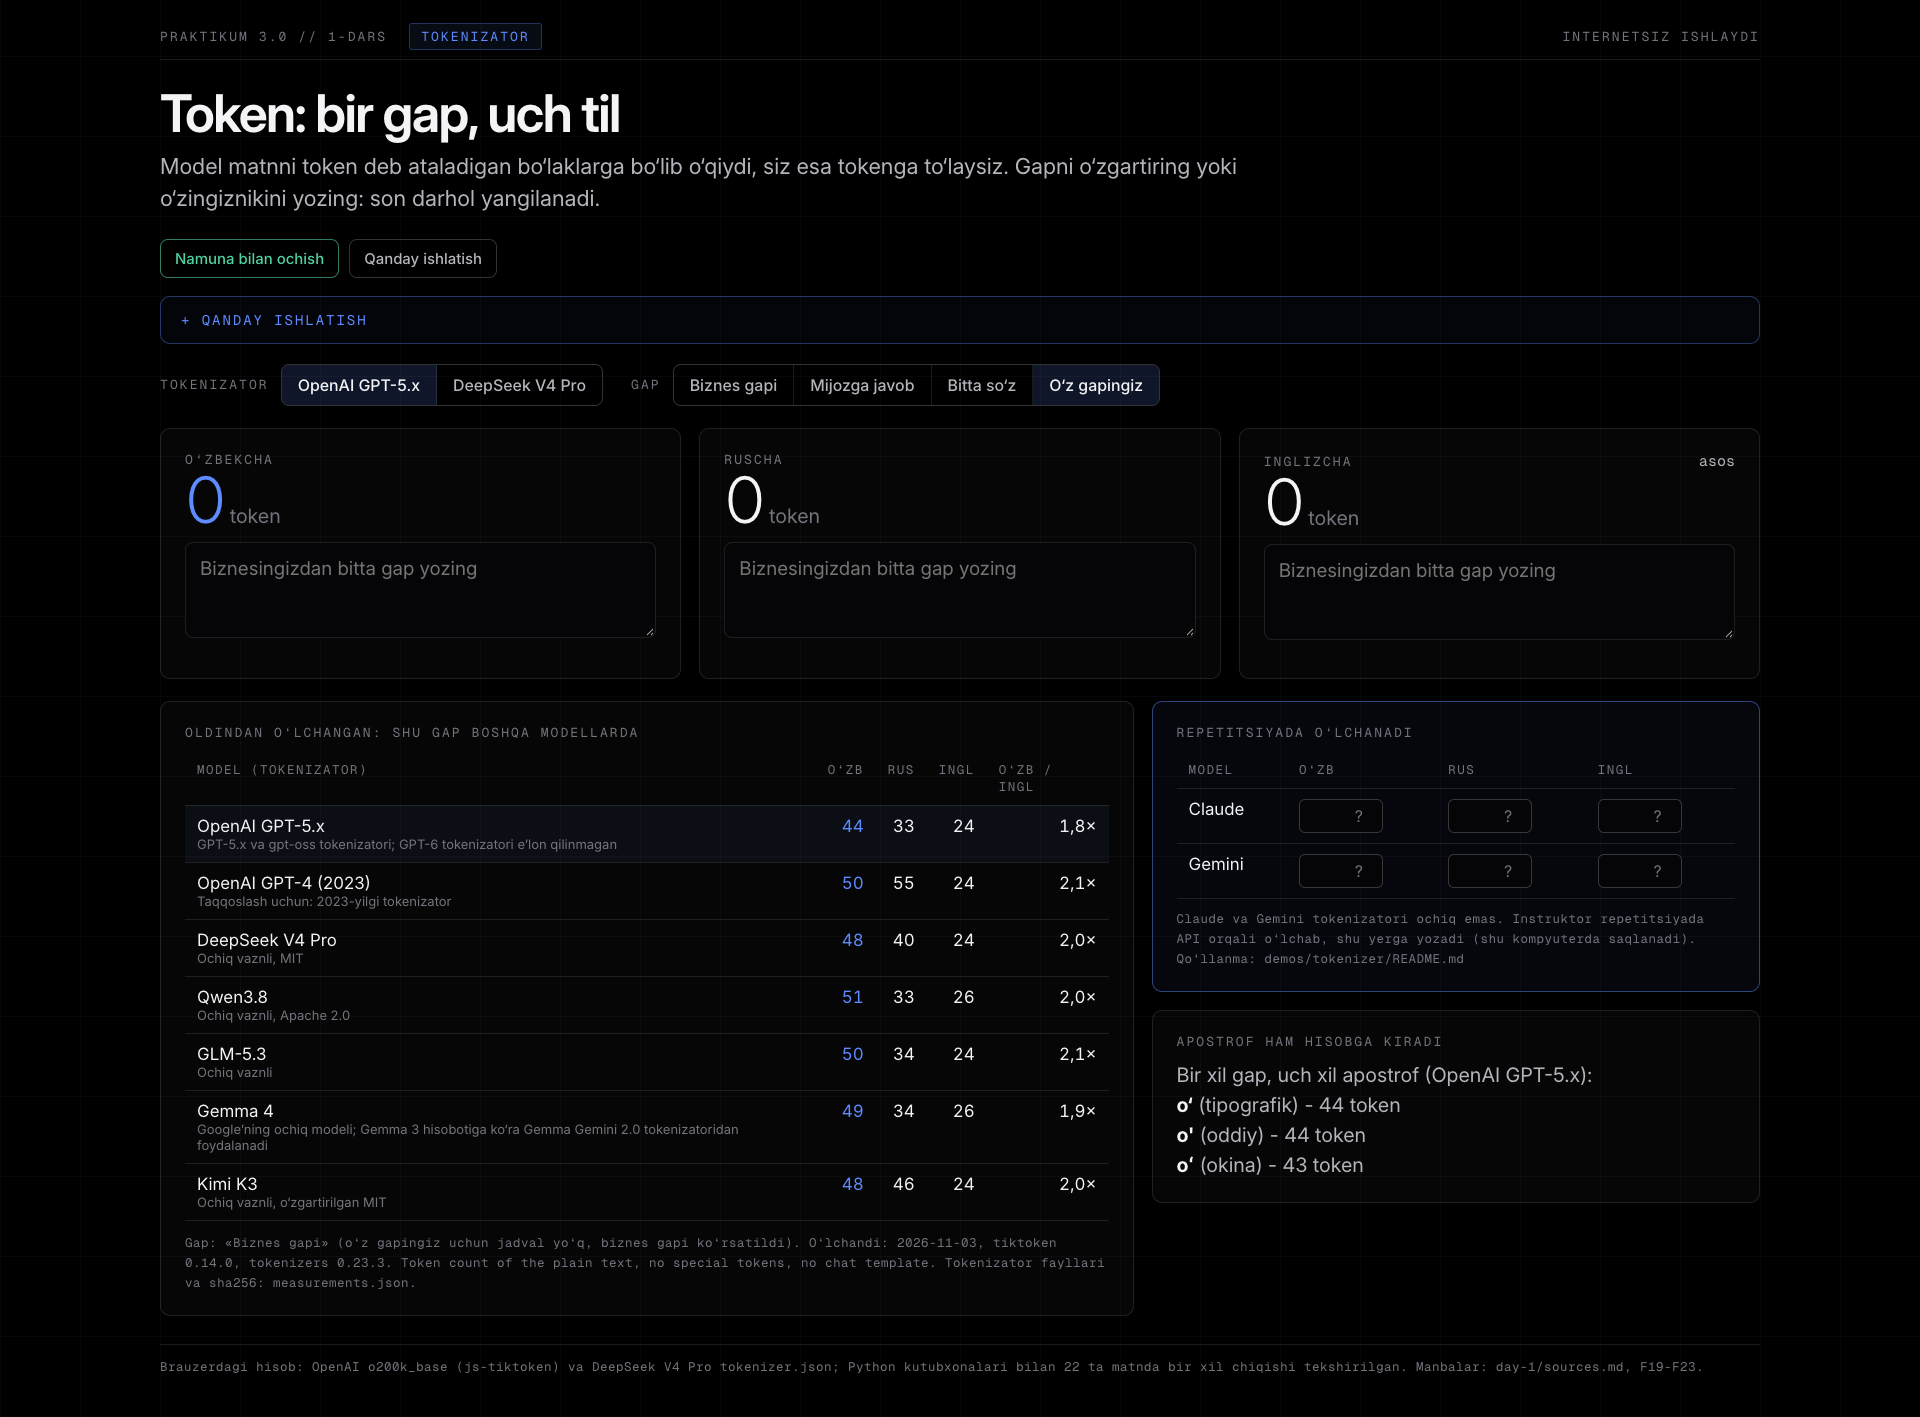 PRAKTIKUM 3.0 // 1-DARS
TOKENIZATOR
INTERNETSIZ ISHLAYDI
Token: bir gap, uch til
Model matnni token deb ataladigan bo‘laklarga bo‘lib o‘qiydi, siz esa tokenga to‘laysiz. Gapni o‘zgartiring yoki
o‘zingiznikini yozing: son darhol yangilanadi.
Namuna bilan ochish
Qanday ishlatish
+ QANDAY ISHLATISH
TOKENIZATOR
OpenAI GPT-5.x
DeepSeek V4 Pro
GAP
Biznes gapi
Mijozga javob
Bitta so‘z
O‘z gapingiz
O‘ZBEKCHA
0 token
Biznesingizdan bitta gap yozing
RUSCHA
0 token
Biznesingizdan bitta gap yozing
INGLIZCHA
asos
0 token
Biznesingizdan bitta gap yozing
OLDINDAN O‘LCHANGAN: SHU GAP BOSHQA MODELLARDA
MODEL (TOKENIZATOR) O‘ZB RUS INGL O‘ZB /
INGL
OpenAI GPT-5.x 44 33 24 1,8×
GPT-5.x va gpt-oss tokenizatori; GPT-6 tokenizatori e’lon qilinmagan
OpenAI GPT-4 (2023) 50 55 24 2,1×
Taqqoslash uchun: 2023-yilgi tokenizator
DeepSeek V4 Pro 48 40 24 2,0×
Ochiq vaznli, MIT
Qwen3.8 51 33 26 2,0×
Ochiq vaznli, Apache 2.0
GLM-5.3 50 34 24 2,1×
Ochiq vaznli
Gemma 4 49 34 26 1,9×
Google’ning ochiq modeli; Gemma 3 hisobotiga ko‘ra Gemma Gemini 2.0 tokenizatoridan
foydalanadi
Kimi K3 48 46 24 2,0×
Ochiq vaznli, o‘zgartirilgan MIT
Gap: «Biznes gapi» (o‘z gapingiz uchun jadval yo‘q, biznes gapi ko‘rsatildi). O‘lchandi: 2026-11-03, tiktoken
0.14.0, tokenizers 0.23.3. Token count of the plain text, no special tokens, no chat template. Tokenizator fayllari
va sha256: measurements.json.
REPETITSIYADA O‘LCHANADI
MODEL O‘ZB RUS INGL
Claude ? ? ?
Gemini ? ? ?
Claude va Gemini tokenizatori ochiq emas. Instruktor repetitsiyada
API orqali o‘lchab, shu yerga yozadi (shu kompyuterda saqlanadi).
Qo‘llanma: demos/tokenizer/README.md
APOSTROF HAM HISOBGA KIRADI
Bir xil gap, uch xil apostrof (OpenAI GPT-5.x):
o‘ (tipografik) - 44 token
o' (oddiy) - 44 token
oʻ (okina) - 43 token
Brauzerdagi hisob: OpenAI o200k_base (js-tiktoken) va DeepSeek V4 Pro tokenizer.json; Python kutubxonalari bilan 22 ta matnda bir xil chiqishi tekshirilgan. Manbalar: day-1/sources.md, F19-F23.